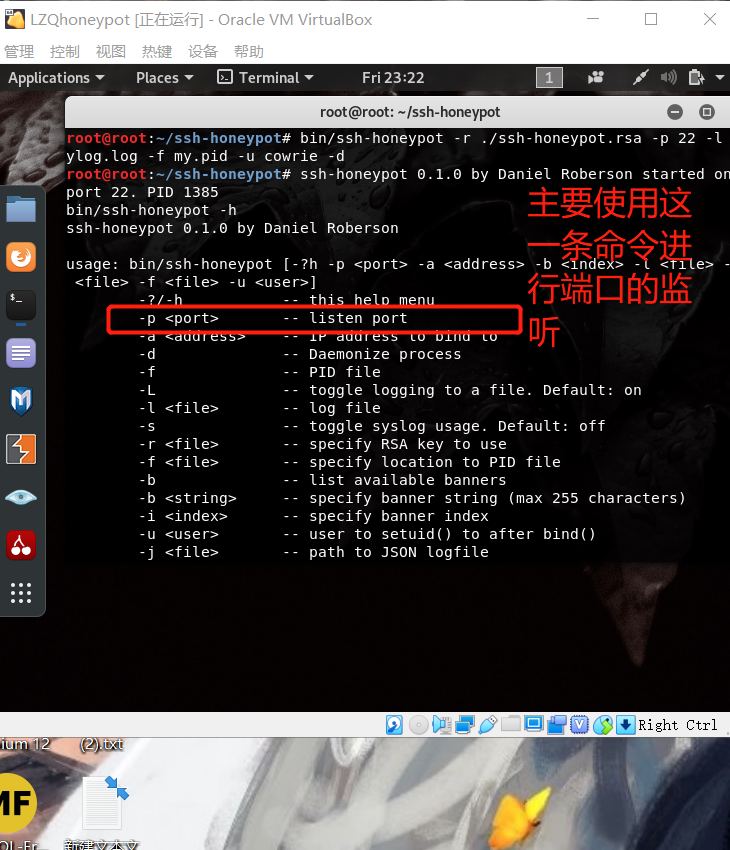 LZQhoneypot [正在运行] - Oracle VM VirtualBox
管理 控制 视图 热键 设备 帮助
Applications Places Terminal Fri 23:22 1
root@root: ~/ssh-honeypot
root@root:~/ssh-honeypot# bin/ssh-honeypot -r ./ssh-honeypot.rsa -p 22 -l
ylog.log -f my.pid -u cowrie -d
root@root:~/ssh-honeypot# ssh-honeypot 0.1.0 by Daniel Roberson started on
port 22. PID 1385
bin/ssh-honeypot -h
ssh-honeypot 0.1.0 by Daniel Roberson
usage: bin/ssh-honeypot [-?h -p <port> -a <address> -b <index> -l <file> -
<file> -f <file> -u <user>]
-?/-h -- this help menu
-p <port> -- listen port
-a <address> -- IP address to bind to
-d -- Daemonize process
-f -- PID file
-L -- toggle logging to a file. Default: on
-l <file> -- log file
-s -- toggle syslog usage. Default: off
-r <file> -- specify RSA key to use
-f <file> -- specify location to PID file
-b -- list available banners
-b <string> -- specify banner string (max 255 characters)
-i <index> -- specify banner index
-u <user> -- user to setuid() to after bind()
-j <file> -- path to JSON logfile
主要使用这
一条命令进
行端口的监
听
Right Ctrl
ium 12 (2).txt
MF
新建文本文